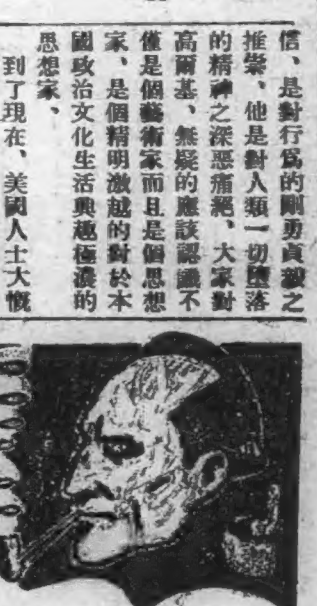 信、是對行爲的剛勇貞毅之
推崇、他是對人類一切墮落
的精神之深惡痛絕、大家對
高爾基、無疑的應該認識不
僅是個藝術家而且是個思想
家、是個精明激越的對於本
國政治文化生活興趣極濃的
思想家、
到了現在、美國人士大慨